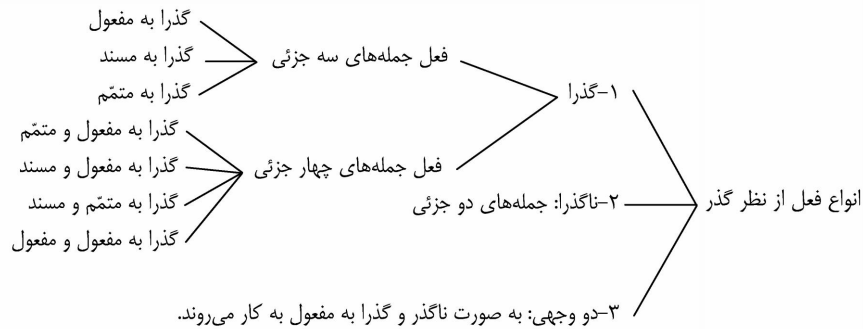 انواع فعل از نظر گذر
۱–گذرا
فعل جمله‌های سه جزئی
گذرا به مفعول
گذرا به مسند
گذرا به متمّم
فعل جمله‌های چهار جزئی
گذرا به مفعول و متمّم
گذرا به مفعول و مسند
گذرا به متمّم و مسند
گذرا به مفعول و مفعول
۲–ناگذرا: جمله‌های دو جزئی
۳–دو وجهی: به صورت ناگذر و گذرا به مفعول به کار می‌روند.